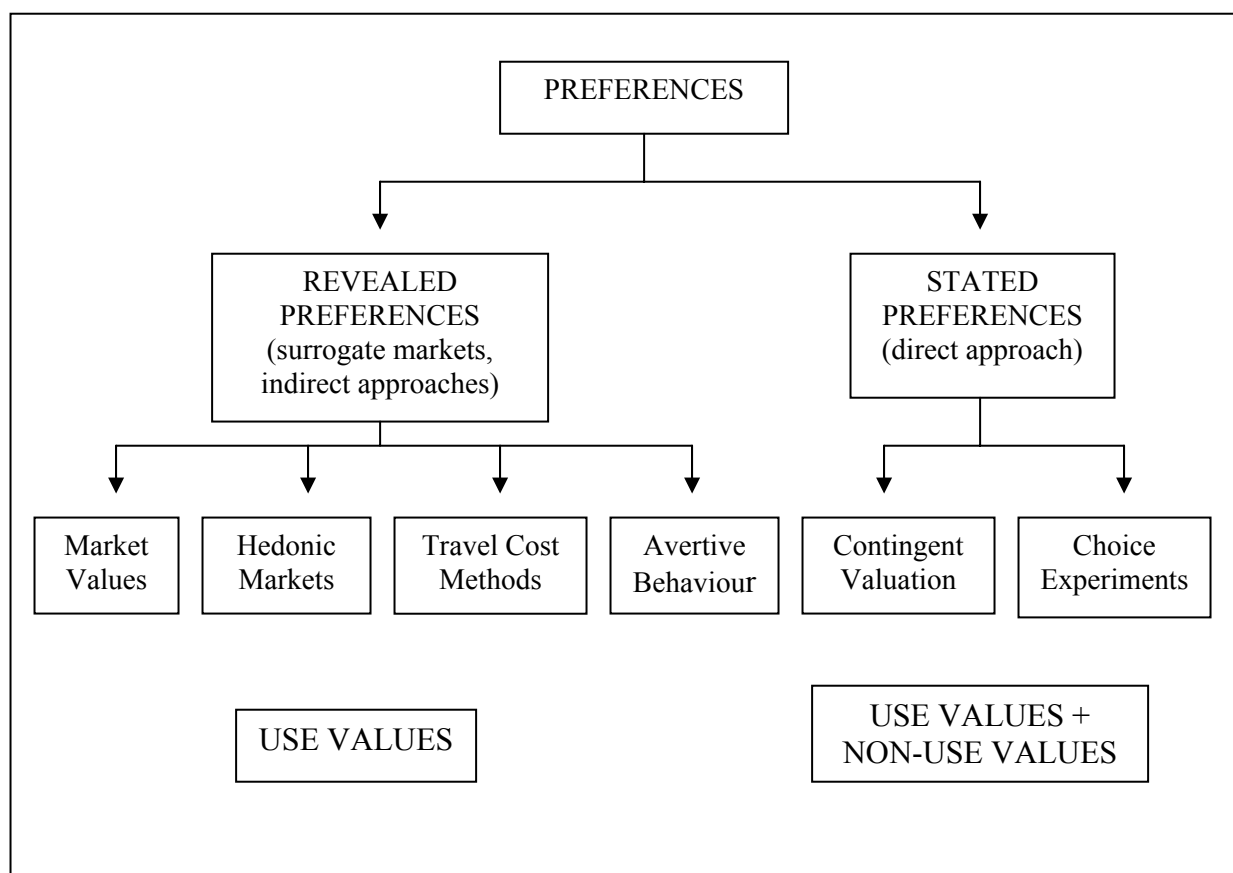 PREFERENCES
REVEALED
PREFERENCES
(surrogate markets,
indirect approaches)
STATED
PREFERENCES
(direct approach)
Market
Values
Hedonic
Markets
Travel Cost
Methods
Avertive
Behaviour
Contingent
Valuation
Choice
Experiments
USE VALUES
USE VALUES +
NON-USE VALUES